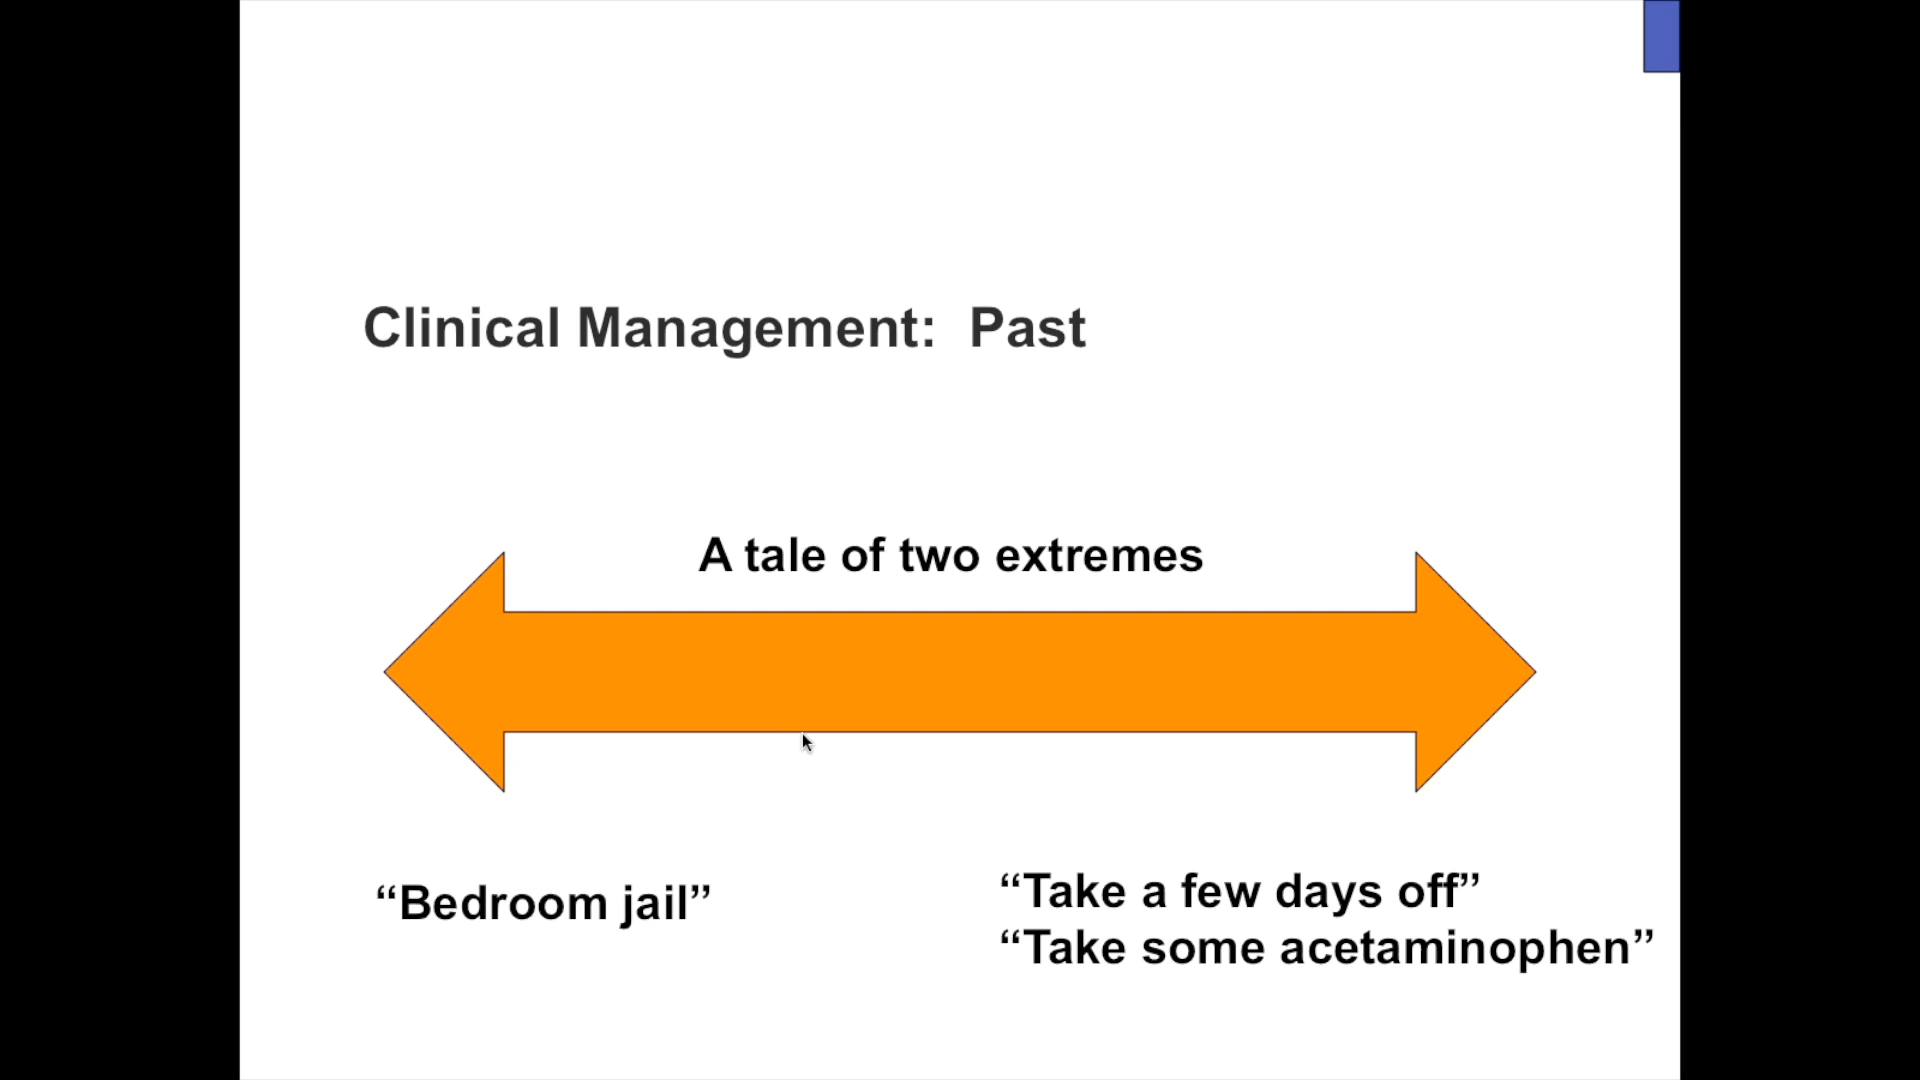 Clinical Management:  Past
A tale of two extremes
“Bedroom jail”
“Take a few days off”
“Take some acetaminophen”